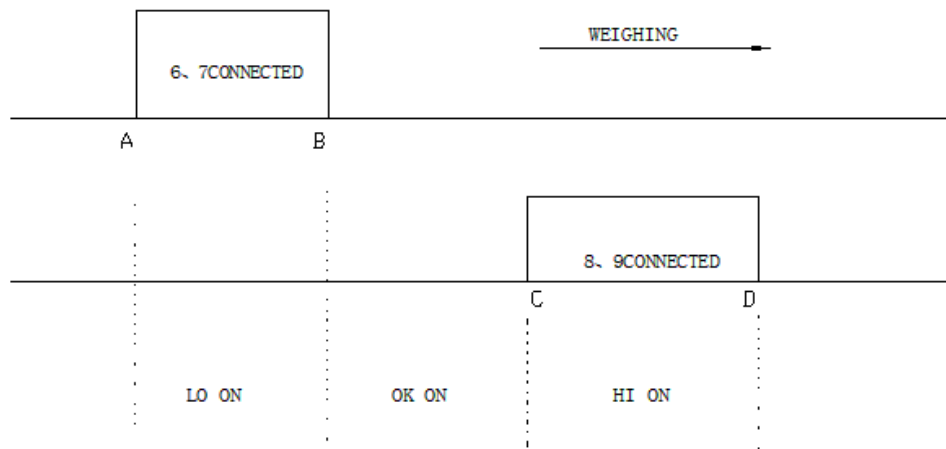 WEIGHING
6、7CONNECTED
A B
8、9CONNECTED
C D
LO ON OK ON HI ON